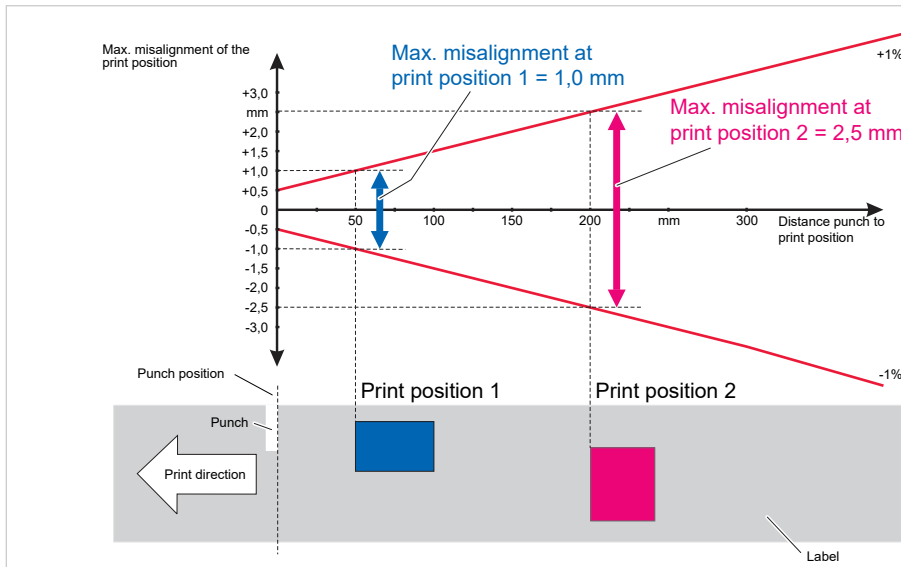 Max. misalignment of the
print position
Max. misalignment at
print position 1 = 1,0 mm
+1%
Max. misalignment at
print position 2 = 2,5 mm
+3,0
mm
+2,0
+1,5
+1,0
+0,5
0
-0,5
-1,0
-1,5
-2,0
-2,5
-3,0
50
100
150
200
mm
300
Distance punch to
print position
-1%
Punch position
Print position 1
Print position 2
Punch
Print direction
Label